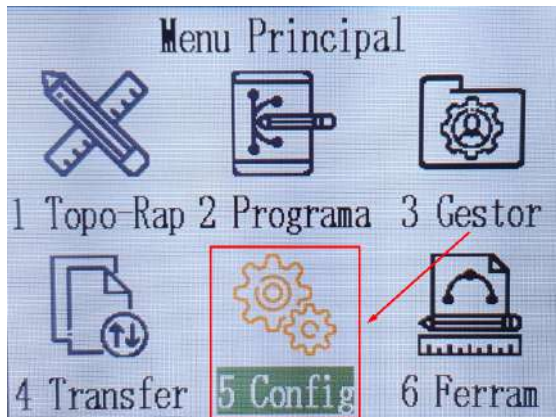 Menu Principal
1 Topo-Rap 2 Programa 3 Gestor
4 Transfer 5 Config 6 Ferram